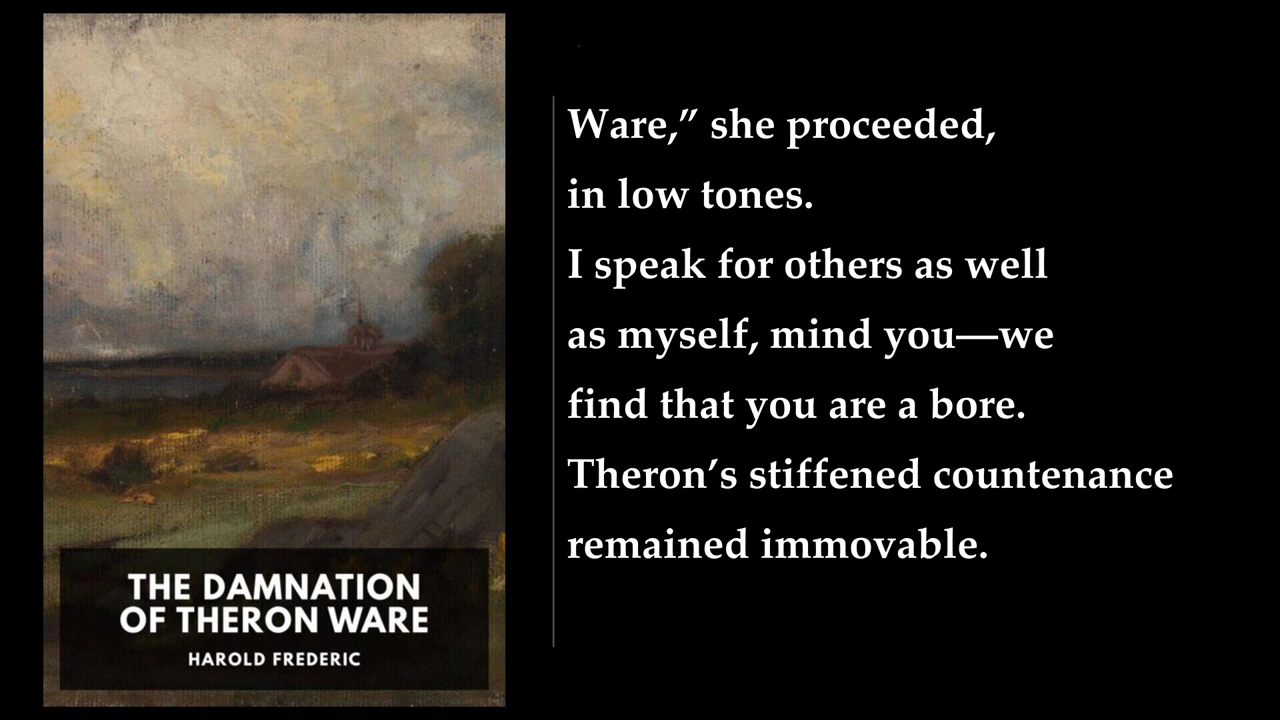 Ware,” she proceeded,
in low tones.
I speak for others as well
as myself, mind you—we
find that you are a bore.
Theron’s stiffened countenance
remained immovable.
THE DAMNATION
OF THERON WARE
HAROLD FREDERIC